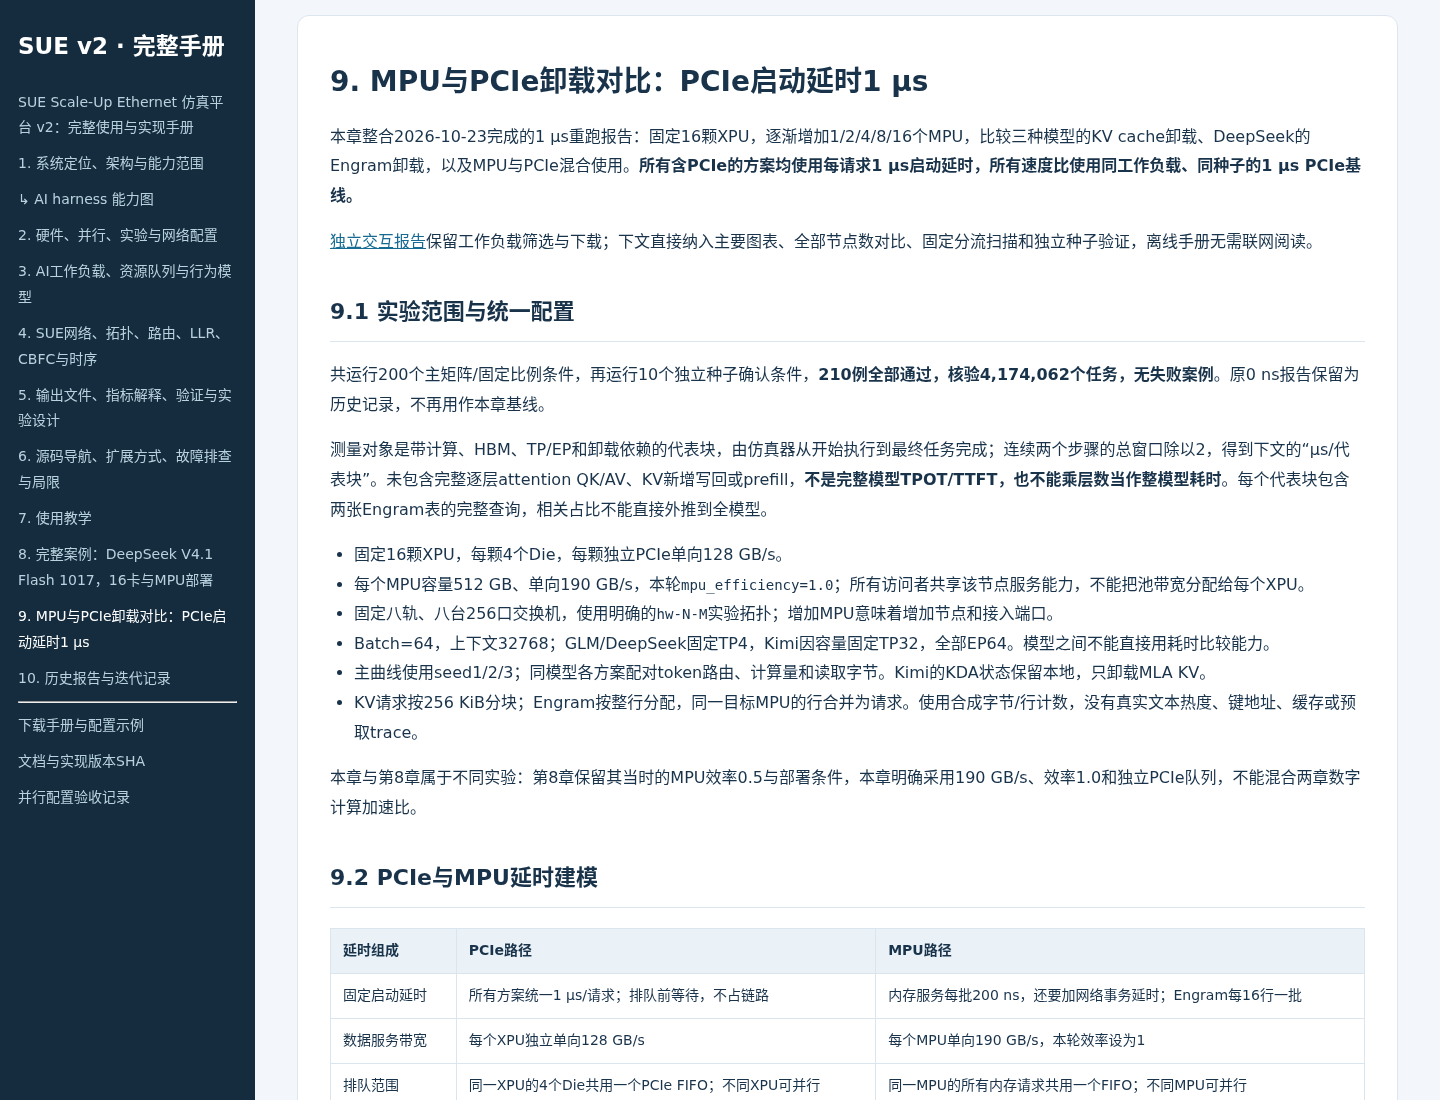 SUE v2 · 完整手册
SUE Scale-Up Ethernet 仿真平
台 v2：完整使用与实现手册
1. 系统定位、架构与能力范围
↳ AI harness 能力图
2. 硬件、并行、实验与网络配置
3. AI工作负载、资源队列与行为模
型
4. SUE网络、拓扑、路由、LLR、
CBFC与时序
5. 输出文件、指标解释、验证与实
验设计
6. 源码导航、扩展方式、故障排查
与局限
7. 使用教学
8. 完整案例：DeepSeek V4.1
Flash 1017，16卡与MPU部署
9. MPU与PCIe卸载对比：PCIe启
动延时1 μs
10. 历史报告与迭代记录
下载手册与配置示例
文档与实现版本SHA
并行配置验收记录
9. MPU与PCIe卸载对比：PCIe启动延时1 μs
本章整合2026-10-23完成的1 μs重跑报告：固定16颗XPU，逐渐增加1/2/4/8/16个MPU，比较三种模型的KV cache卸载、DeepSeek的
Engram卸载，以及MPU与PCIe混合使用。所有含PCIe的方案均使用每请求1 μs启动延时，所有速度比使用同工作负载、同种子的1 μs PCIe基
线。
独立交互报告保留工作负载筛选与下载；下文直接纳入主要图表、全部节点数对比、固定分流扫描和独立种子验证，离线手册无需联网阅读。
9.1 实验范围与统一配置
共运行200个主矩阵/固定比例条件，再运行10个独立种子确认条件，210例全部通过，核验4,174,062个任务，无失败案例。原0 ns报告保留为
历史记录，不再用作本章基线。
测量对象是带计算、HBM、TP/EP和卸载依赖的代表块，由仿真器从开始执行到最终任务完成；连续两个步骤的总窗口除以2，得到下文的“μs/代
表块”。未包含完整逐层attention QK/AV、KV新增写回或prefill，不是完整模型TPOT/TTFT，也不能乘层数当作整模型耗时。每个代表块包含
两张Engram表的完整查询，相关占比不能直接外推到全模型。
• 固定16颗XPU，每颗4个Die，每颗独立PCIe单向128 GB/s。
• 每个MPU容量512 GB、单向190 GB/s，本轮mpu_efficiency=1.0；所有访问者共享该节点服务能力，不能把池带宽分配给每个XPU。
• 固定八轨、八台256口交换机，使用明确的hw-N-M实验拓扑；增加MPU意味着增加节点和接入端口。
• Batch=64，上下文32768；GLM/DeepSeek固定TP4，Kimi因容量固定TP32，全部EP64。模型之间不能直接用耗时比较能力。
• 主曲线使用seed1/2/3；同模型各方案配对token路由、计算量和读取字节。Kimi的KDA状态保留本地，只卸载MLA KV。
• KV请求按256 KiB分块；Engram按整行分配，同一目标MPU的行合并为请求。使用合成字节/行计数，没有真实文本热度、键地址、缓存或预
取trace。
本章与第8章属于不同实验：第8章保留其当时的MPU效率0.5与部署条件，本章明确采用190 GB/s、效率1.0和独立PCIe队列，不能混合两章数字
计算加速比。
9.2 PCIe与MPU延时建模
延时组成 PCIe路径 MPU路径
固定启动延时 所有方案统一1 μs/请求；排队前等待，不占链路 内存服务每批200 ns，还要加网络事务延时；Engram每16行一批
数据服务带宽 每个XPU独立单向128 GB/s 每个MPU单向190 GB/s，本轮效率设为1
排队范围 同一XPU的4个Die共用一个PCIe FIFO；不同XPU可并行 同一MPU的所有内存请求共用一个FIFO；不同MPU可并行